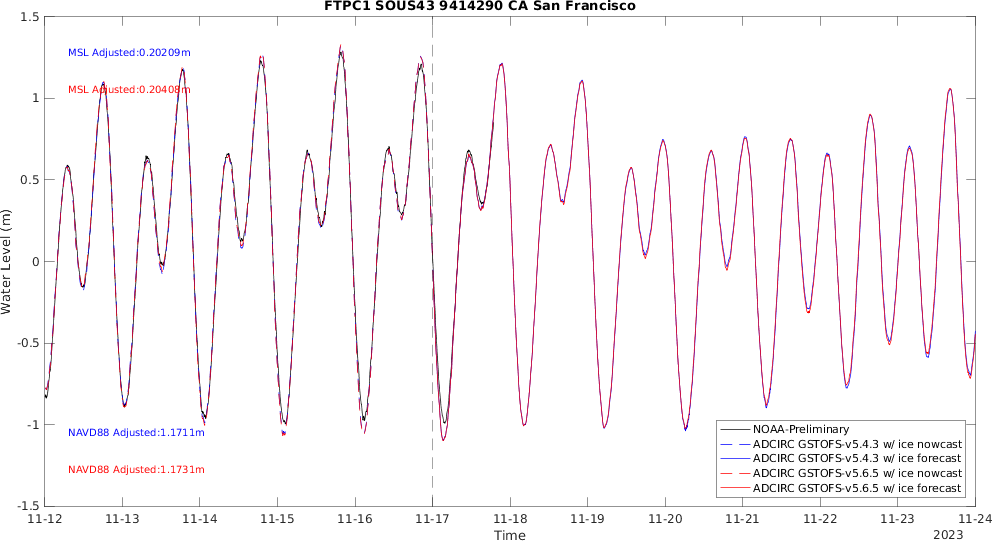 FTPC1 SOUS43 9414290 CA San Francisco
1.5
1
0.5
0
-0.5
-1
-1.5
Water Level (m)
MSL Adjusted:0.20209m
MSL Adjusted:0.20408m
NAVD88 Adjusted:1.1711m
NAVD88 Adjusted:1.1731m
NOAA-Preliminary
ADCIRC GSTOFS-v5.4.3 w/ ice nowcast
ADCIRC GSTOFS-v5.4.3 w/ ice forecast
ADCIRC GSTOFS-v5.6.5 w/ ice nowcast
ADCIRC GSTOFS-v5.6.5 w/ ice forecast
11-12 11-13 11-14 11-15 11-16 11-17 11-18 11-19 11-20 11-21 11-22 11-23 11-24
Time
2023